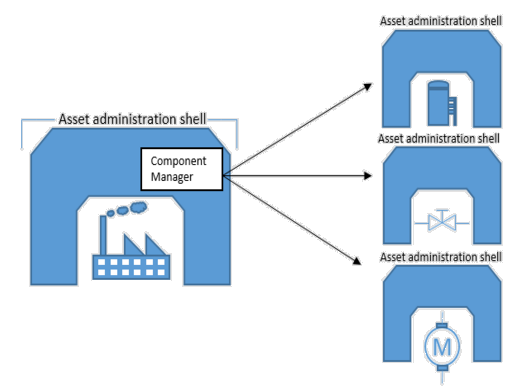 Asset administration shell
Asset administration shell
Component
Manager
Asset administration shell
Asset administration shell
M